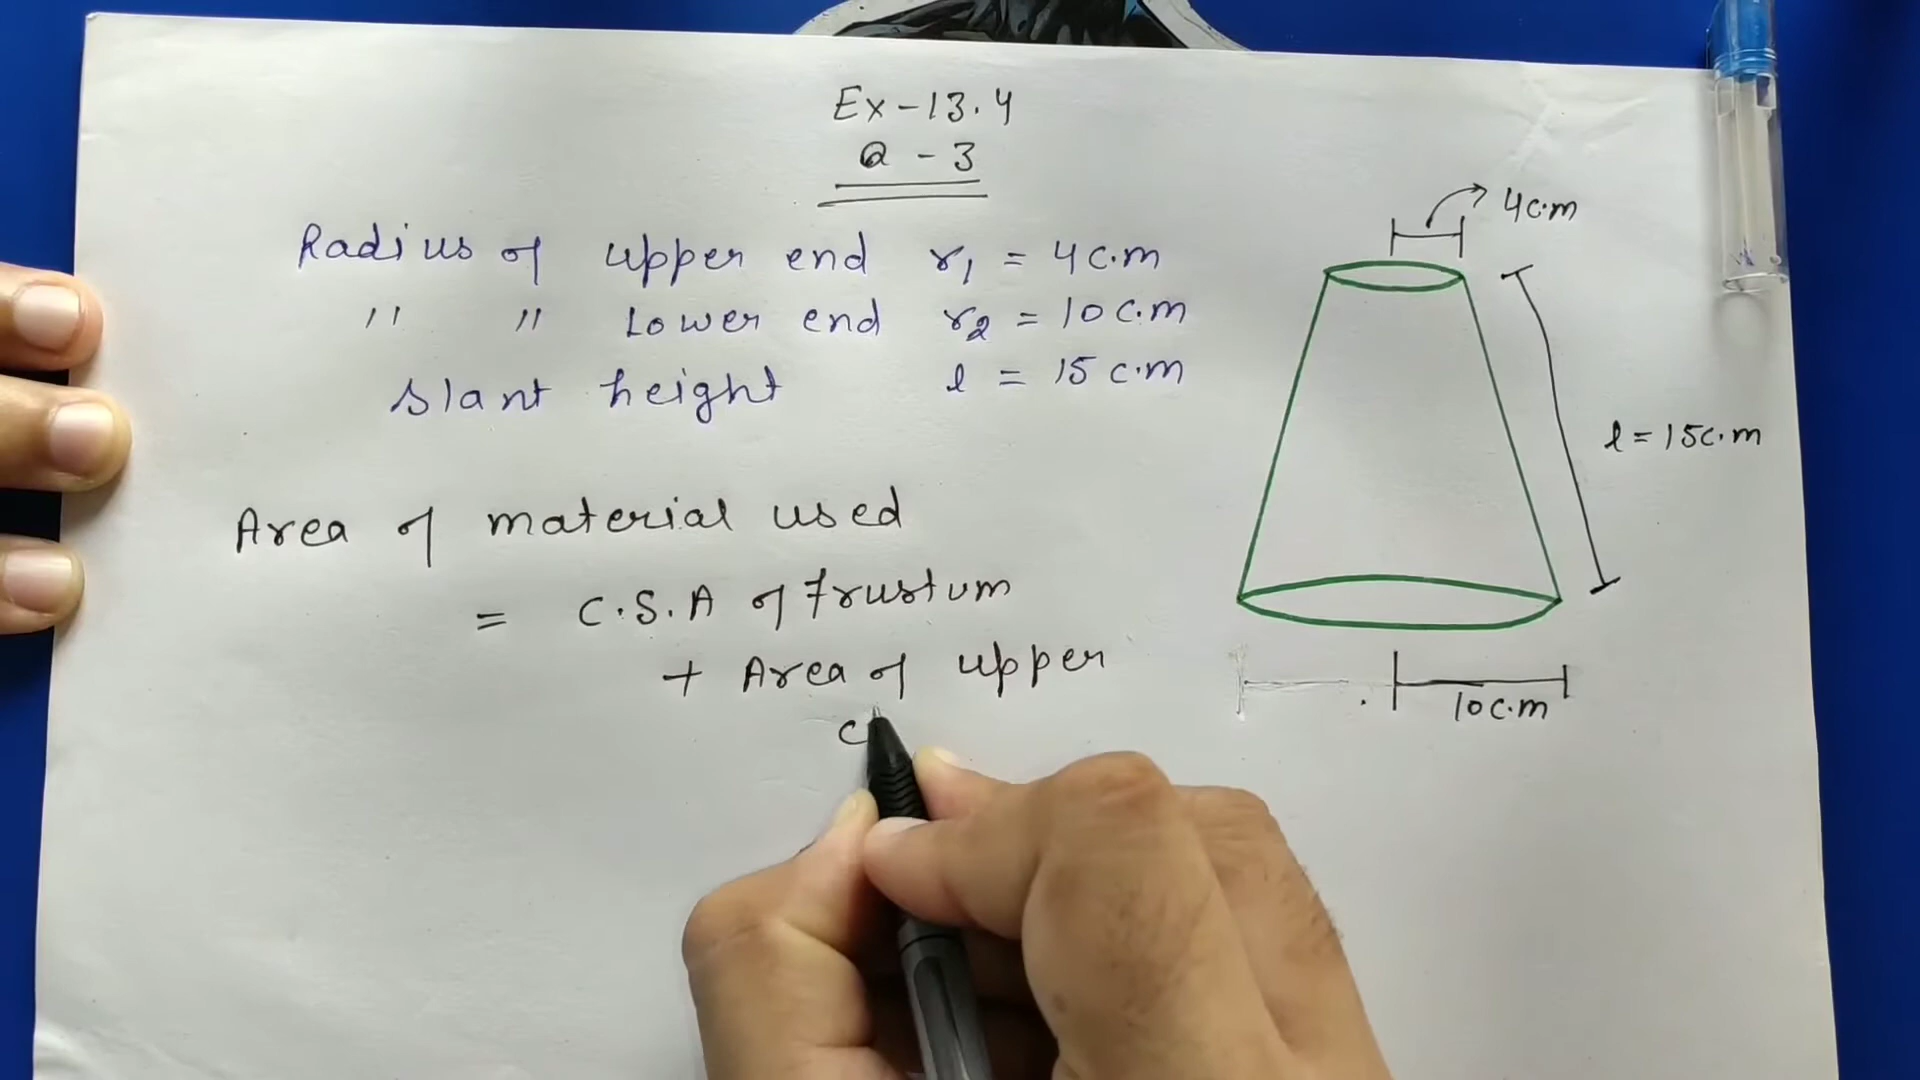 Ex-13.4
Q - 3
Radius of upper end r₁ = 4c.m
" " Lower end r₂ = 10c.m
slant height l = 15c.m
Area of material used
= C.S.A of frustum
+ Area of upper
c
4c.m
l = 15c.m
10c.m